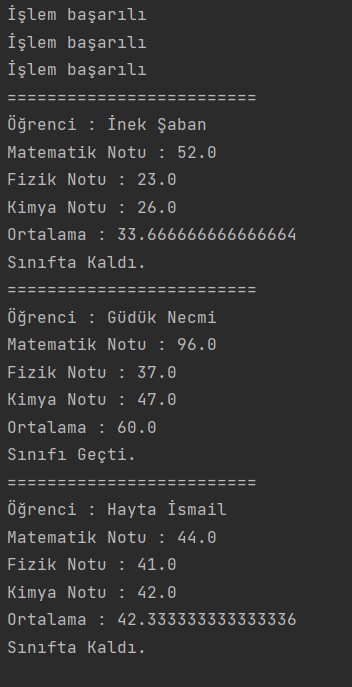 İşlem başarılı
İşlem başarılı
İşlem başarılı
=========================
Öğrenci : İnek Şaban
Matematik Notu : 52.0
Fizik Notu : 23.0
Kimya Notu : 26.0
Ortalama : 33.666666666666664
Sınıfta Kaldı.
=========================
Öğrenci : Güdük Necmi
Matematik Notu : 96.0
Fizik Notu : 37.0
Kimya Notu : 47.0
Ortalama : 60.0
Sınıfı Geçti.
=========================
Öğrenci : Hayta İsmail
Matematik Notu : 44.0
Fizik Notu : 41.0
Kimya Notu : 42.0
Ortalama : 42.333333333333336
Sınıfta Kaldı.